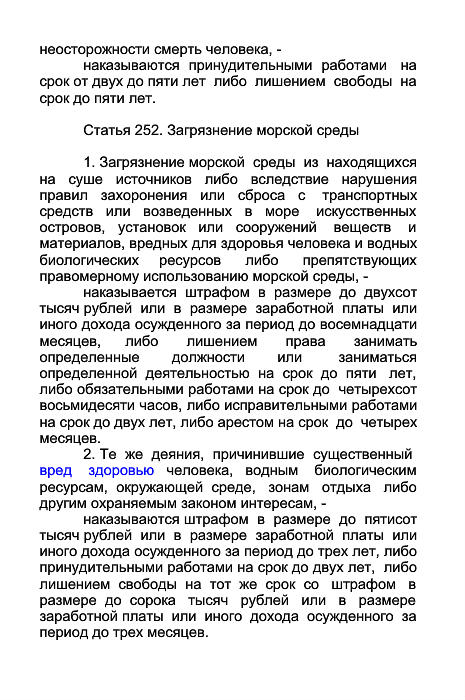 неосторожности смерть человека, -
наказываются принудительными работами на
срок от двух до пяти лет либо лишением свободы на
срок до пяти лет.
Статья 252. Загрязнение морской среды
1. Загрязнение морской среды из находящихся
на суше источников либо вследствие нарушения
правил захоронения или сброса с транспортных
средств или возведенных в море искусственных
островов, установок или сооружений веществ и
материалов, вредных для здоровья человека и водных
биологических ресурсов либо препятствующих
правомерному использованию морской среды, -
наказывается штрафом в размере до двухсот
тысяч рублей или в размере заработной платы или
иного дохода осужденного за период до восемнадцати
месяцев, либо лишением права занимать
определенные должности или заниматься
определенной деятельностью на срок до пяти лет,
либо обязательными работами на срок до четырехсот
восьмидесяти часов, либо исправительными работами
на срок до двух лет, либо арестом на срок до четырех
месяцев.
2. Те же деяния, причинившие существенный
вред здоровью человека, водным биологическим
ресурсам, окружающей среде, зонам отдыха либо
другим охраняемым законом интересам, -
наказываются штрафом в размере до пятисот
тысяч рублей или в размере заработной платы или
иного дохода осужденного за период до трех лет, либо
принудительными работами на срок до двух лет, либо
лишением свободы на тот же срок со штрафом в
размере до сорока тысяч рублей или в размере
заработной платы или иного дохода осужденного за
период до трех месяцев.